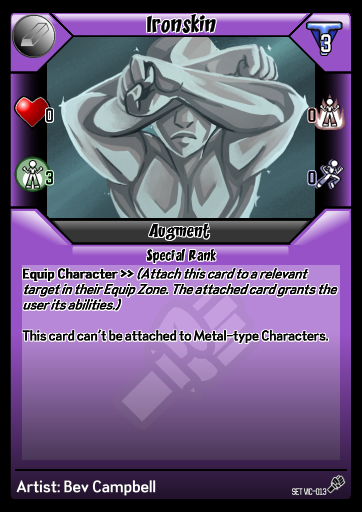 Ironskin
3
0
0
3
0
Augment
Special Rank
Equip Character >> (Attach this card to a relevant
target in their Equip Zone. The attached card grants the
user its abilities.)
This card can't be attached to Metal-type Characters.
Artist: Bev Campbell
SET VIC-013